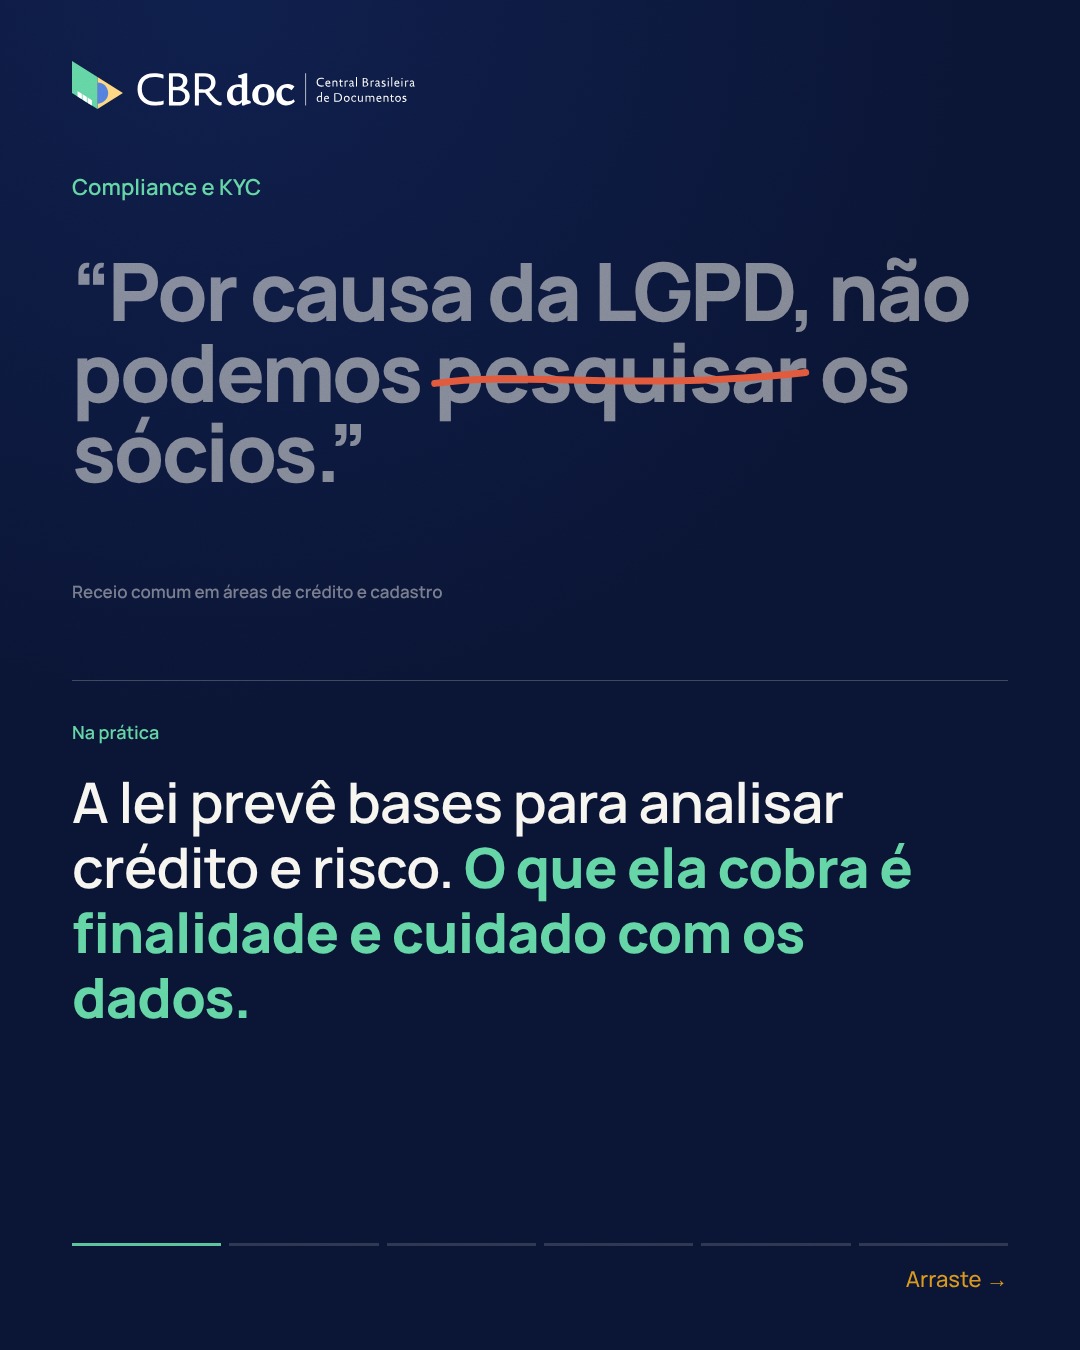 CBRdoc
Central Brasileira
de Documentos
Compliance e KYC
“Por causa da LGPD, não
podemos pesquisar os
sócios.”
Receio comum em áreas de crédito e cadastro
Na prática
A lei prevê bases para analisar
crédito e risco. O que ela cobra é
finalidade e cuidado com os
dados.
Arraste →